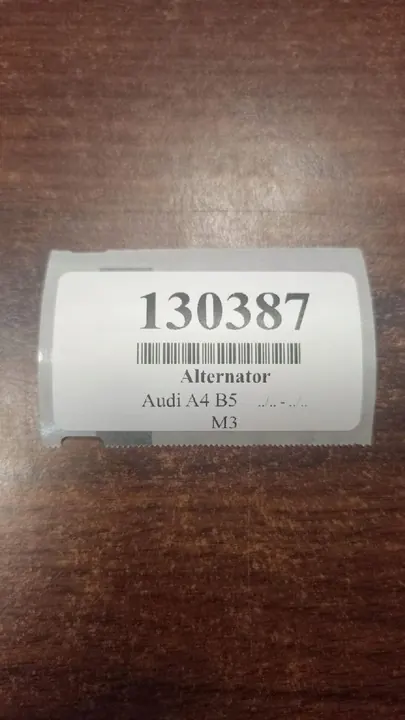 130387
Alternator
Audi A4 B5 ../.. - ../..
M3